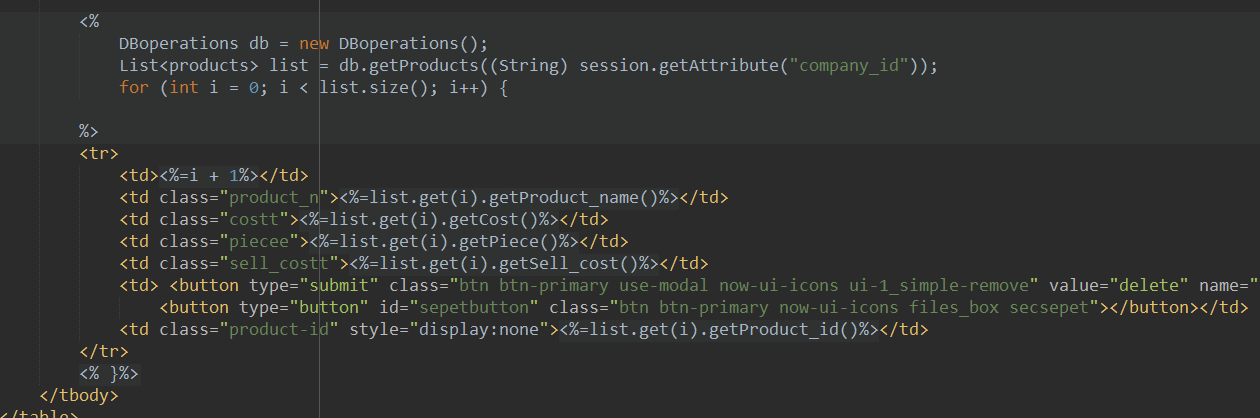 <%
DBoperations db = new DBoperations();
List<products> list = db.getProducts((String) session.getAttribute("company_id"));
for (int i = 0; i < list.size(); i++) {
%>
<tr>
<td><%=i + 1%></td>
<td class="product_n"><%=list.get(i).getProduct_name()%></td>
<td class="costt"><%=list.get(i).getCost()%></td>
<td class="piecee"><%=list.get(i).getPiece()%></td>
<td class="sell_costt"><%=list.get(i).getSell_cost()%></td>
<td> <button type="submit" class="btn btn-primary use-modal now-ui-icons ui-1_simple-remove" value="delete" name="
<button type="button" id="sepetbutton" class="btn btn-primary now-ui-icons files_box secsepet"></button></td>
<td class="product-id" style="display:none"><%=list.get(i).getProduct_id()%></td>
</tr>
<% }%>
</tbody>
</table>